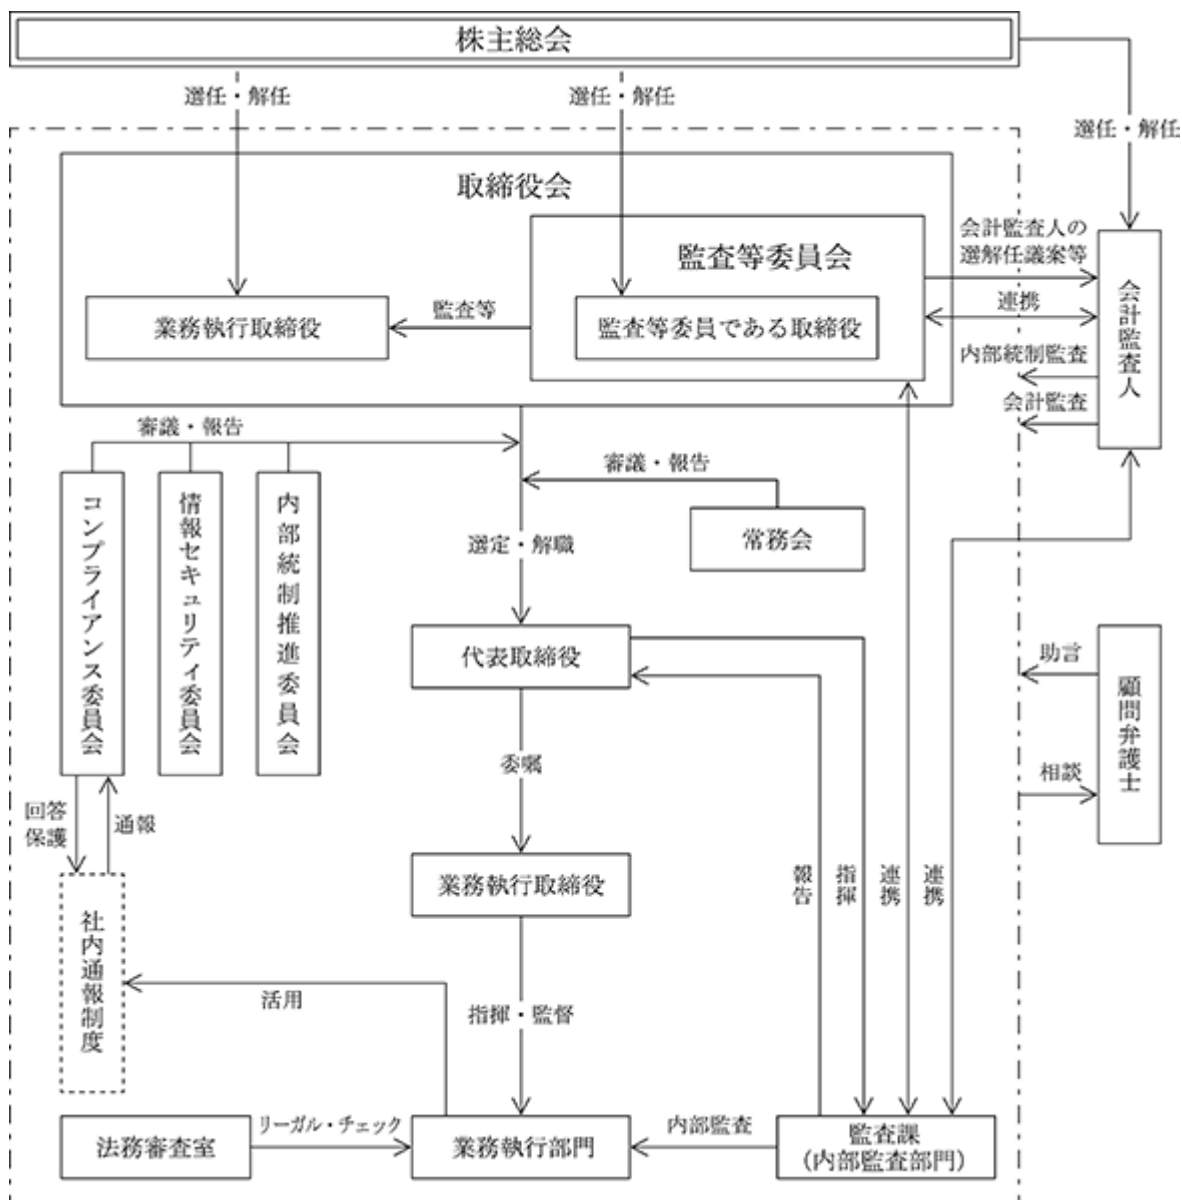 株主総会
選任・解任
選任・解任
選任・解任
取締役会
監査等委員会
会計監査人の
選解任議案等
業務執行取締役
監査等
監査等委員である取締役
連携
会計監査人
内部統制監査
会計監査
審議・報告
審議・報告
コンプライアンス委員会
情報セキュリティ委員会
内部統制推進委員会
常務会
選定・解職
代表取締役
助言
顧問弁護士
相談
委嘱
回答
保護
通報
業務執行取締役
報告
指揮
連携
連携
社内通報制度
活用
指揮・監督
法務審査室
リーガル・チェック
業務執行部門
内部監査
監査課
（内部監査部門）